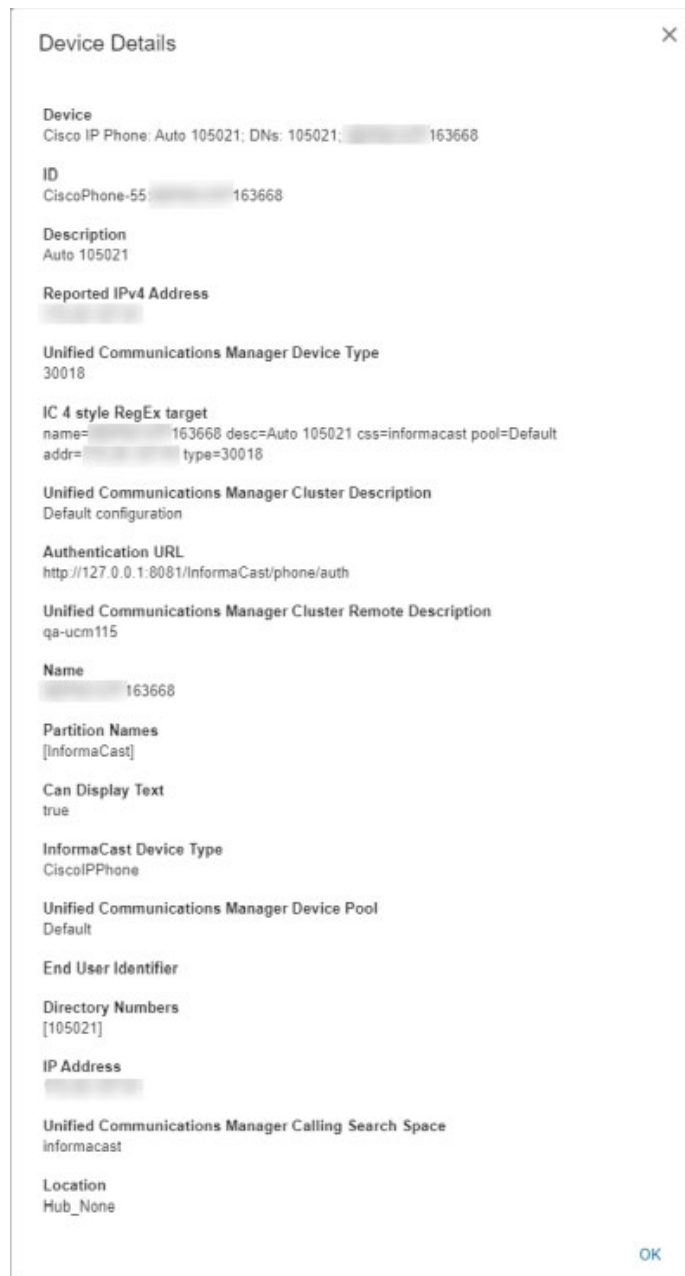 Device Details
Device
Cisco IP Phone: Auto 105021; DNs: 105021; 163668
ID
CiscoPhone-55: 163668
Description
Auto 105021
Reported IPv4 Address
Unified Communications Manager Device Type
30018
IC 4 style RegEx target
name= 163668 desc=Auto 105021 css=informacast pool=Default
addr= type=30018
Unified Communications Manager Cluster Description
Default configuration
Authentication URL
http://127.0.0.1:8081/InformaCast/phone/auth
Unified Communications Manager Cluster Remote Description
qa-ucm115
Name
163668
Partition Names
[InformaCast]
Can Display Text
true
InformaCast Device Type
CiscoIPPhone
Unified Communications Manager Device Pool
Default
End User Identifier
Directory Numbers
[105021]
IP Address
Unified Communications Manager Calling Search Space
informacast
Location
Hub_None
OK